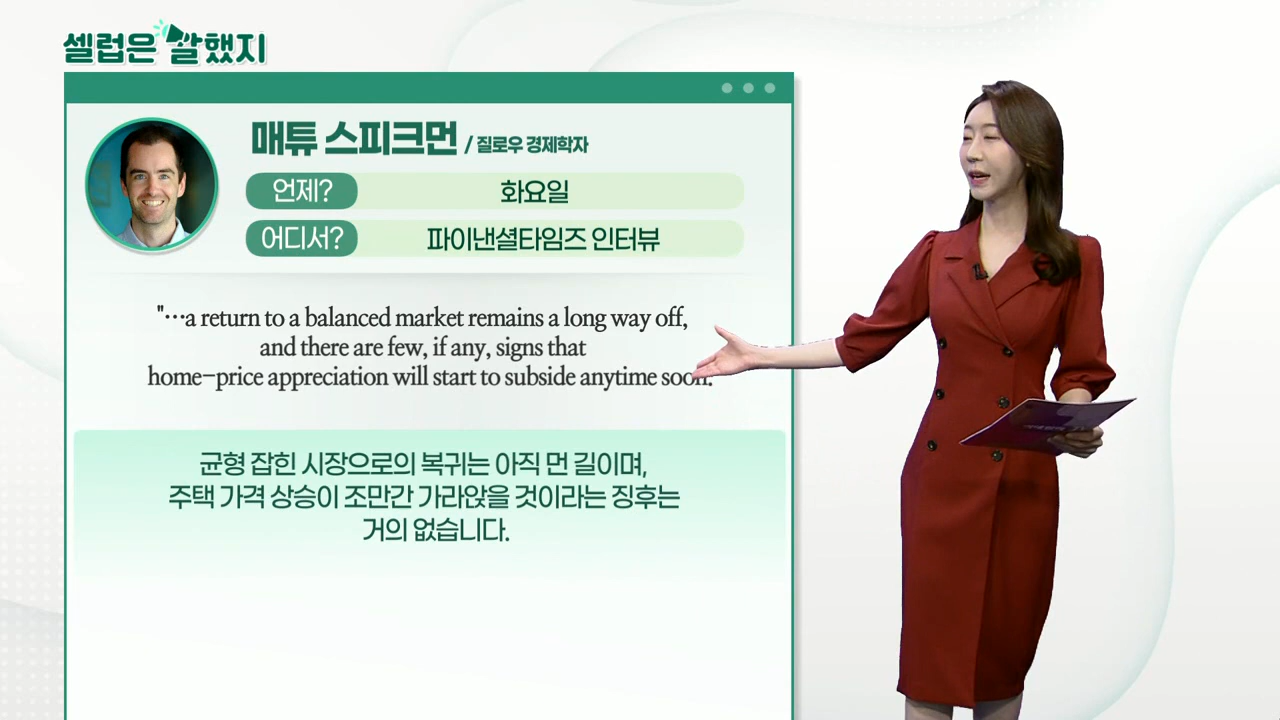 셀럽은 말했지
매튜 스피크먼 / 질로우 경제학자
언제? 화요일
어디서? 파이낸셜타임즈 인터뷰
"…a return to a balanced market remains a long way off,
and there are few, if any, signs that
home-price appreciation will start to subside anytime soon.
균형 잡힌 시장으로의 복귀는 아직 먼 길이며,
주택 가격 상승이 조만간 가라앉을 것이라는 징후는
거의 없습니다.